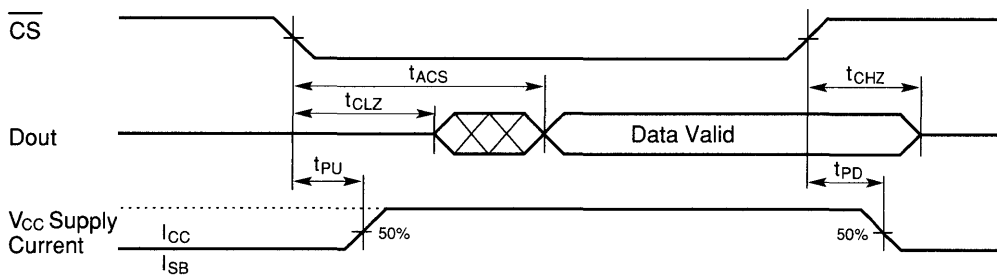 CS
tACS
tCHZ
tCLZ
Dout
Data Valid
tPU
tPD
VCC Supply
Current
ICC
50%
50%
ISB